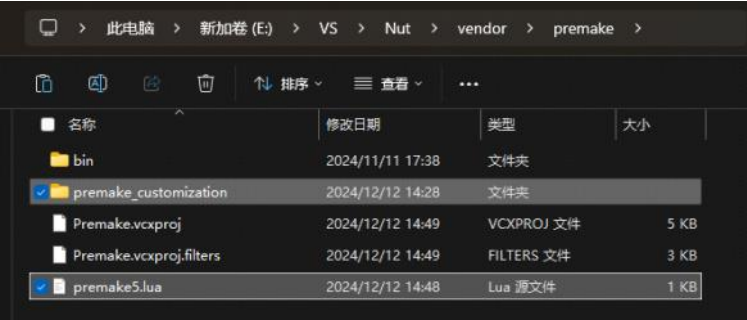 此电脑 > 新加卷 (E:) > VS > Nut > vendor > premake >
排序 查看 ...
名称 修改日期 类型 大小
bin 2024/11/11 17:38 文件夹
premake_customization 2024/12/12 14:28 文件夹
Premake.vcxproj 2024/12/12 14:49 VCXPROJ 文件 5 KB
Premake.vcxproj.filters 2024/12/12 14:49 FILTERS 文件 3 KB
premake5.lua 2024/12/12 14:48 Lua 源文件 1 KB